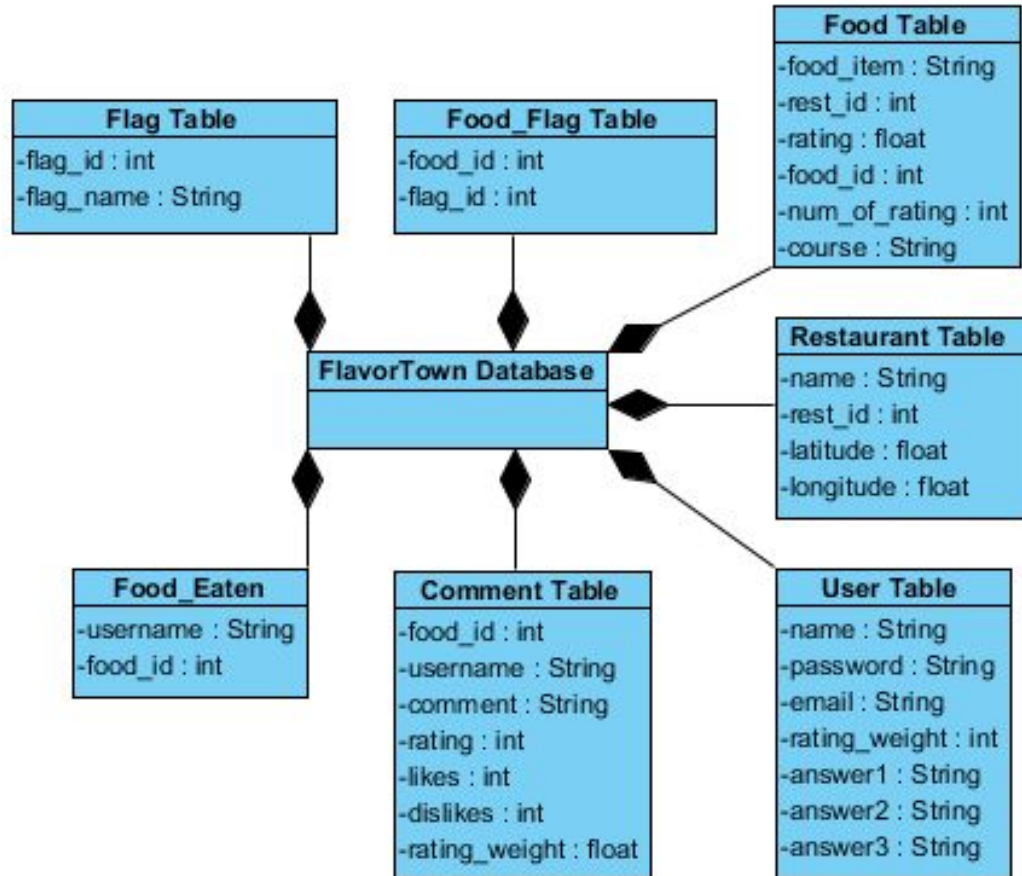 Food Table
-food_item : String
-rest_id : int
-rating : float
-food_id : int
-num_of_rating : int
-course : String
Flag Table
-flag_id : int
-flag_name : String
Food_Flag Table
-food_id : int
-flag_id : int
FlavorTown Database
Restaurant Table
-name : String
-rest_id : int
-latitude : float
-longitude : float
Food_Eaten
-username : String
-food_id : int
Comment Table
-food_id : int
-username : String
-comment : String
-rating : int
-likes : int
-dislikes : int
-rating_weight : float
User Table
-name : String
-password : String
-email : String
-rating_weight : int
-answer1 : String
-answer2 : String
-answer3 : String